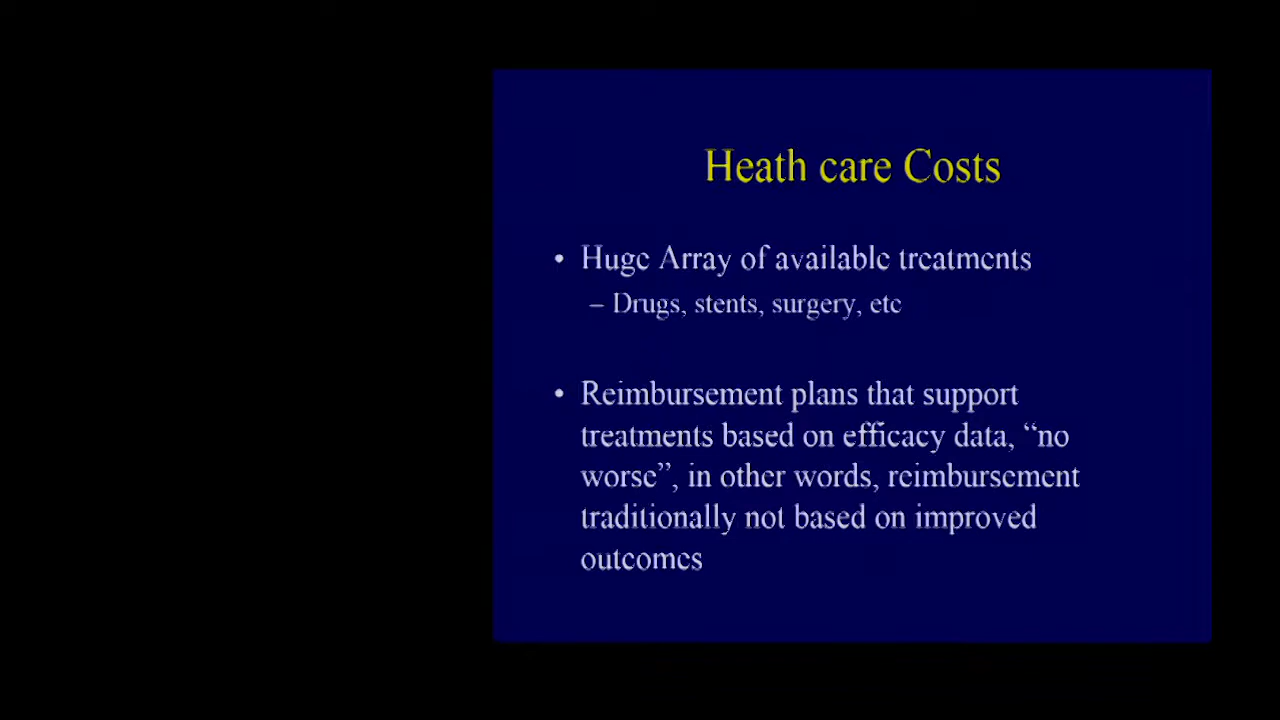 Heath care Costs
• Huge Array of available treatments
– Drugs, stents, surgery, etc
• Reimbursement plans that support
treatments based on efficacy data, “no
worse”, in other words, reimbursement
traditionally not based on improved
outcomes